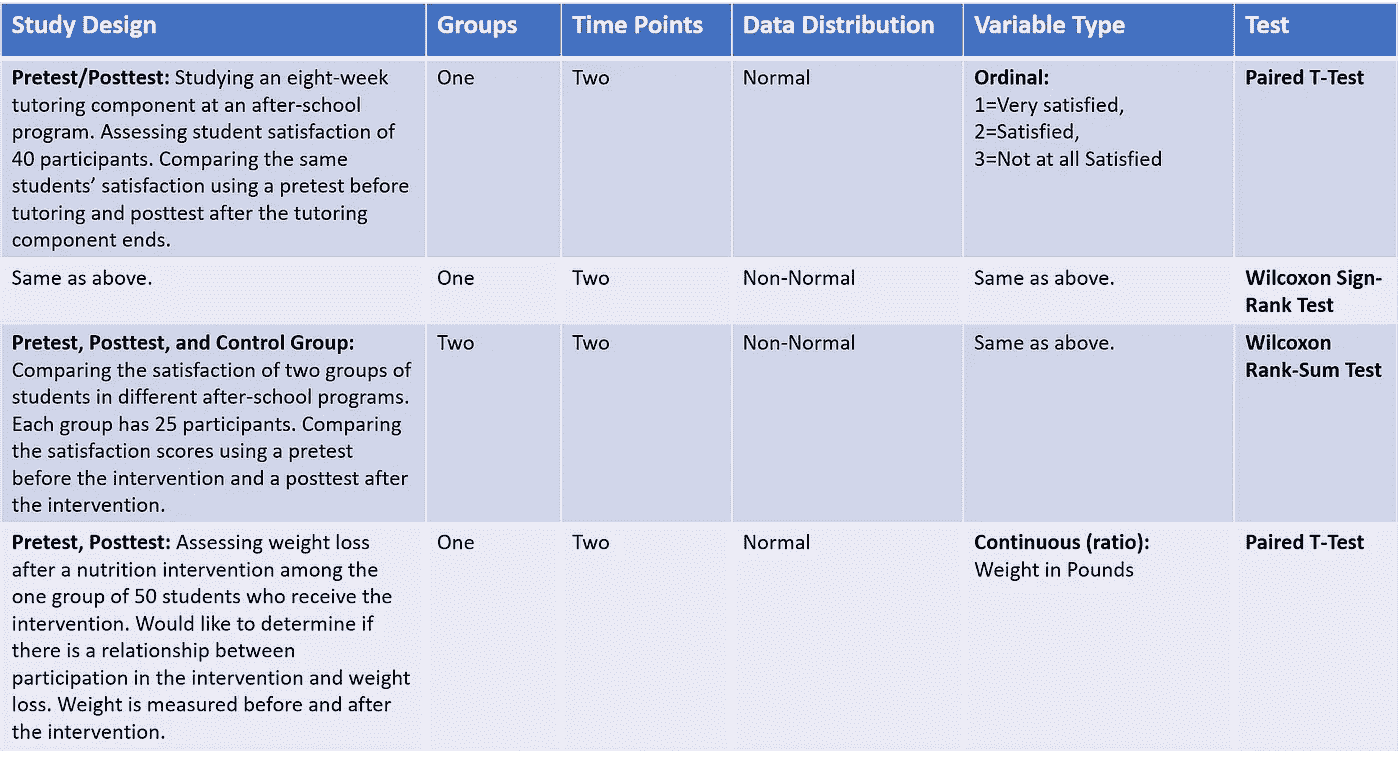 Study Design
Groups
Time Points
Data Distribution
Variable Type
Test
Pretest/Posttest: Studying an eight-week
tutoring component at an after-school
program. Assessing student satisfaction of
40 participants. Comparing the same
students’ satisfaction using a pretest before
tutoring and posttest after the tutoring
component ends.
One
Two
Normal
Ordinal:
1=Very satisfied,
2=Satisfied,
3=Not at all Satisfied
Paired T-Test
Same as above.
One
Two
Non-Normal
Same as above.
Wilcoxon Sign-
Rank Test
Pretest, Posttest, and Control Group:
Comparing the satisfaction of two groups of
students in different after-school programs.
Each group has 25 participants. Comparing
the satisfaction scores using a pretest
before the intervention and a posttest after
the intervention.
Two
Two
Non-Normal
Same as above.
Wilcoxon
Rank-Sum Test
Pretest, Posttest: Assessing weight loss
after a nutrition intervention among the
one group of 50 students who receive the
intervention. Would like to determine if
there is a relationship between
participation in the intervention and weight
loss. Weight is measured before and after
the intervention.
One
Two
Normal
Continuous (ratio):
Weight in Pounds
Paired T-Test